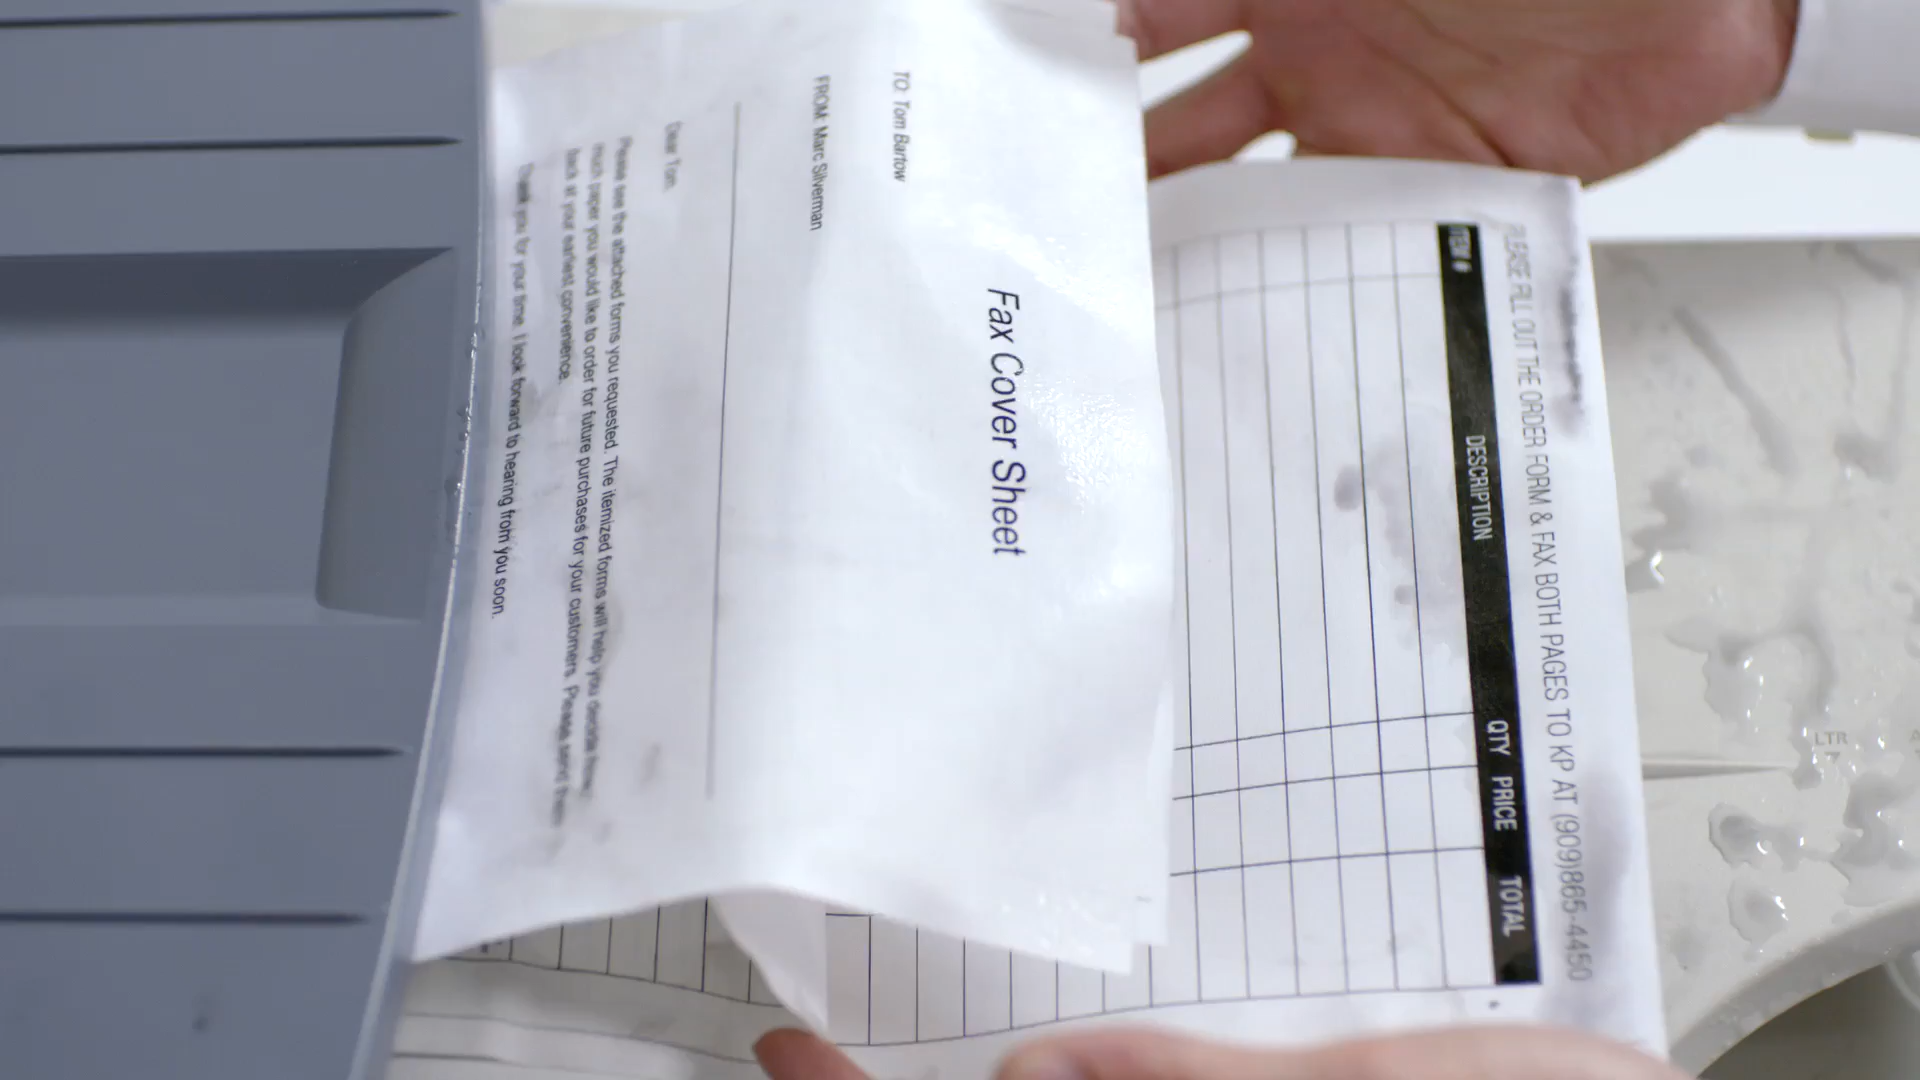 Fax Cover Sheet
TO: Tom Bartow
FROM: Marc Silverman
Dear Tom,
Please see the attached forms you requested. The itemized forms will help you decide how
much paper you would like to order for future purchases for your customers. Please send them
back at your earliest convenience.
Thank you for your time. I look forward to hearing from you soon.
PLEASE FILL OUT THE ORDER FORM & FAX BOTH PAGES TO KP AT (909)865-4450
ITEM # DESCRIPTION QTY PRICE TOTAL
LTR